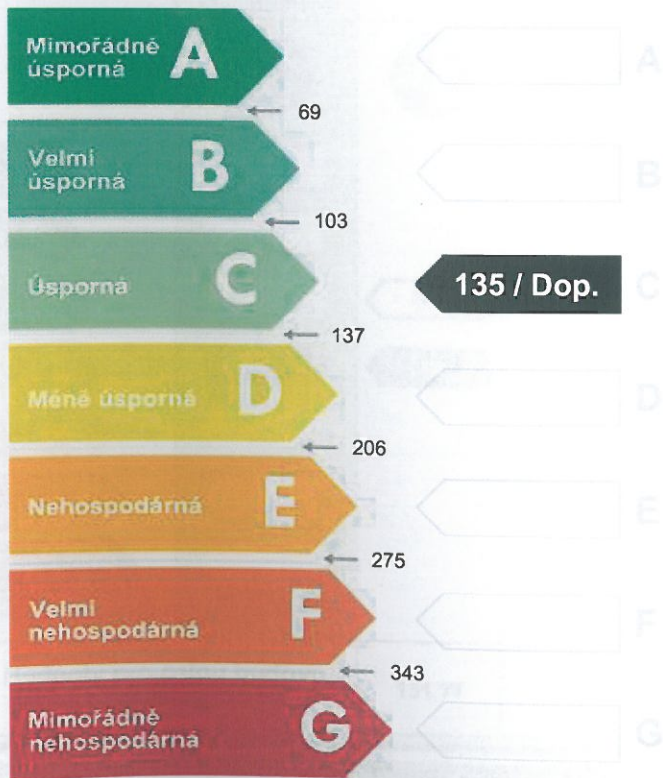 Mimořádně
úsporná
A
69
Velmi
úsporná
B
103
Úsporná
C
135 / Dop.
137
Méně úsporná
D
206
Nehospodárná
E
275
Velmi
nehospodárná
F
343
Mimořádně
nehospodárná
G
A
B
C
D
E
F
G